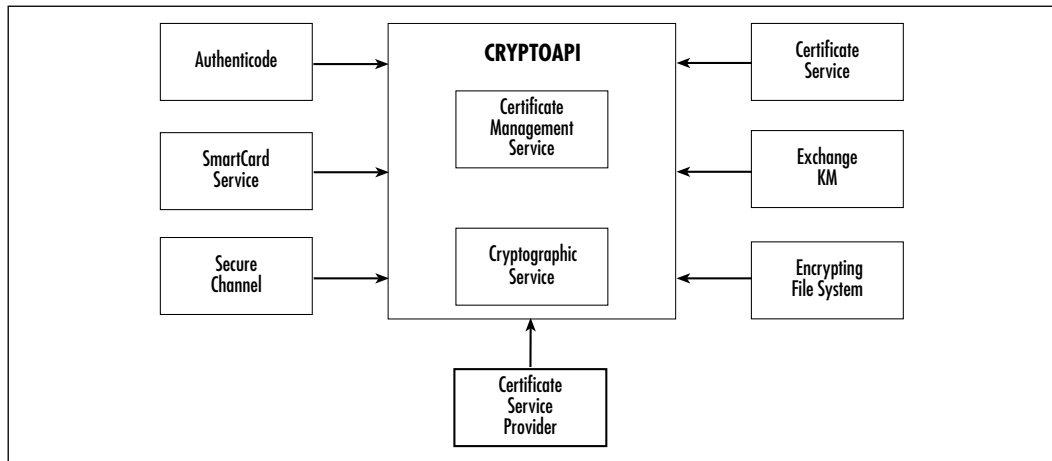 Authenticode
SmartCard
Service
Secure
Channel
CRYPTOAPI
Certificate
Management
Service
Cryptographic
Service
Certificate
Service
Exchange
KM
Encrypting
File System
Certificate
Service
Provider